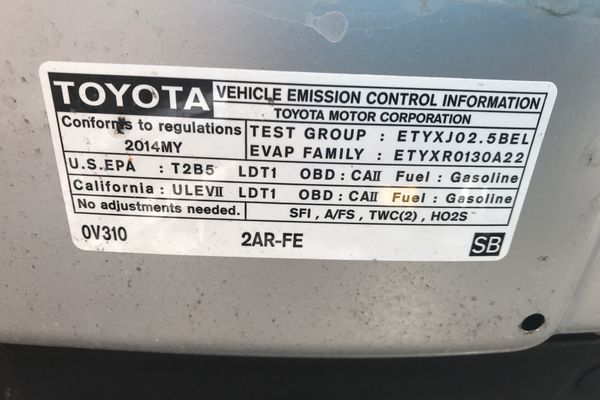 TOYOTA VEHICLE EMISSION CONTROL INFORMATION
TOYOTA MOTOR CORPORATION
Conforms to regulations
2014MY
TEST GROUP : ETYXJ02.5BEL
EVAP FAMILY : ETYXR0130A22
U.S.EPA : T2B5 LDT1 OBD : CAII Fuel : Gasoline
California : ULEVII LDT1 OBD : CAII Fuel : Gasoline
No adjustments needed. SFI , A/FS , TWC(2) , HO2S
0V310 2AR-FE SB